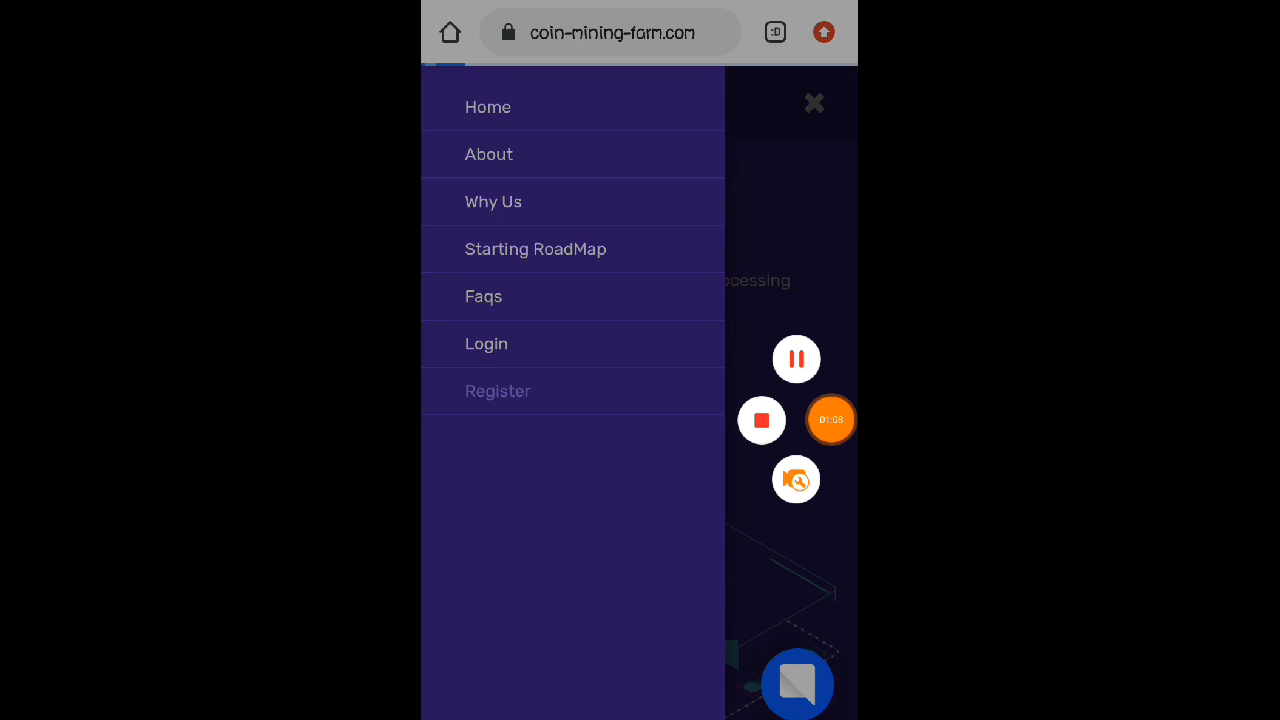 coin-mining-farm.com
:D
Home
About
Why Us
Starting RoadMap
ocessing
Faqs
Login
Register
01:08